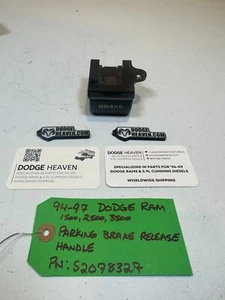 BRAKE
DODGE
HEAVEN.COM
DODGE
HEAVEN.COM
DODGE HEAVEN
DODGE HEAVEN
SPECIALIZING IN PARTS FOR '94-02
DODGE RAMS & 5.9L CUMMINS DIESELS
WORLDWIDE SHIPPING
94-97 DODGE RAM
1500, 2500, 3500
PARKING BRAKE RELEASE
HANDLE
PN: 52078327